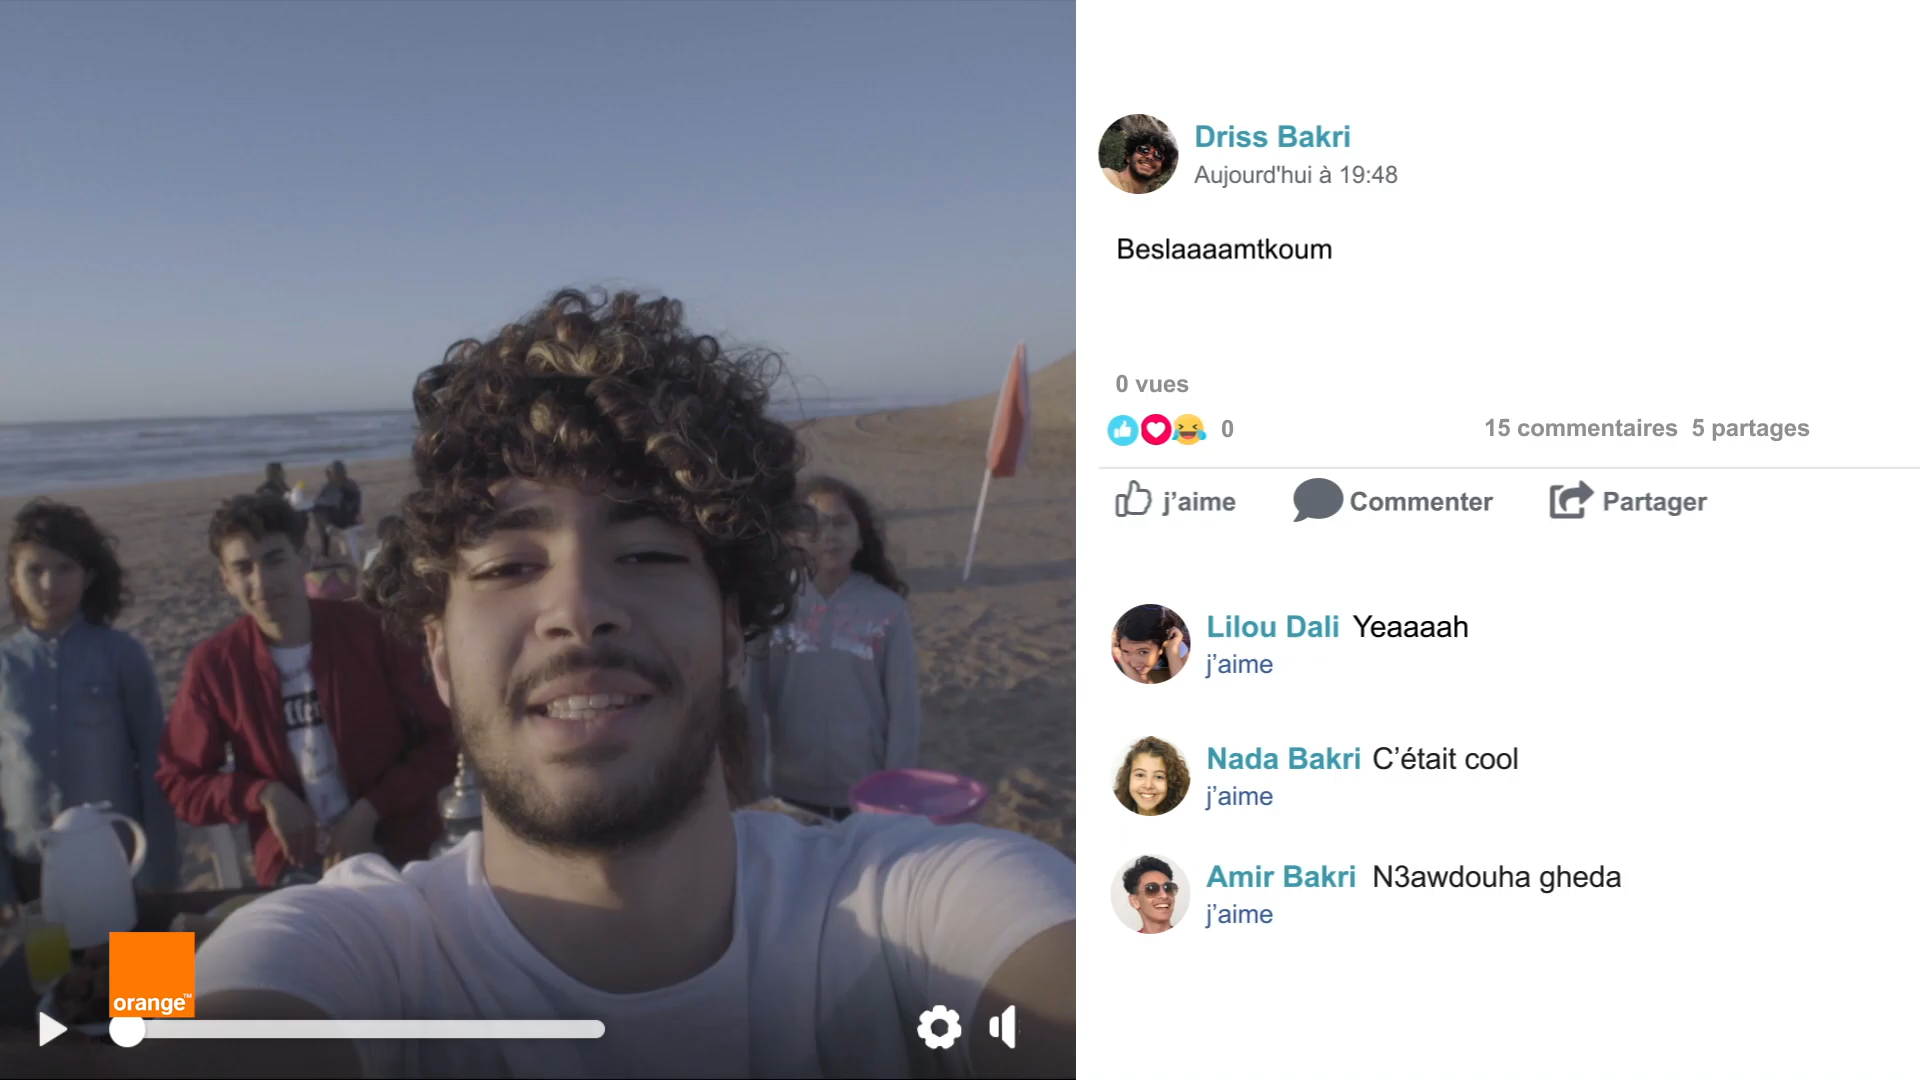 Driss Bakri
Aujourd'hui à 19:48
Beslaaaamtkoum
0 vues
0
15 commentaires 5 partages
j’aime
Commenter
Partager
Lilou Dali Yeaaaah
j’aime
Nada Bakri C’était cool
j’aime
Amir Bakri N3awdouha gheda
j’aime
orange™